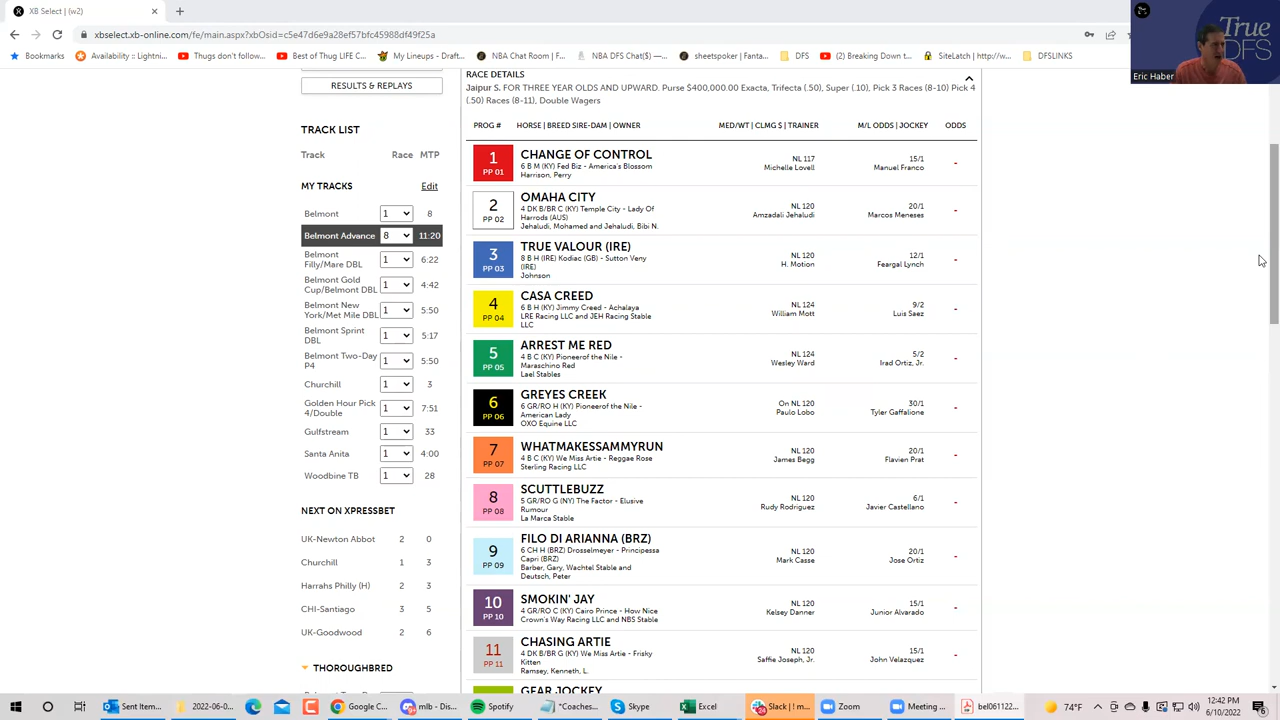 XB Select | (w2)
xbselect.xb-online.com/fe/main.aspx?xbOsid=c5e47d6e9a28ef57bfc45988df49f25a
Bookmarks Availability :: Lightni... Thugs don't follow... Best of Thug LIFE C... My Lineups - Draft... NBA Chat Room | F... NBA DFS Chat($) —... sheetspoker | Fanta... DFS (2) Breaking Down t... SiteLatch | http://w... DFSLINKS
True
DFS
Eric Haber
RESULTS & REPLAYS
TRACK LIST
Track Race MTP
MY TRACKS Edit
Belmont 1 8
Belmont Advance 8 11:20
Belmont
Filly/Mare DBL 1 6:22
Belmont Gold
Cup/Belmont DBL 1 4:42
Belmont New
York/Met Mile DBL 1 5:50
Belmont Sprint
DBL 1 5:17
Belmont Two-Day
P4 1 5:50
Churchill 1 3
Golden Hour Pick
4/Double 1 7:51
Gulfstream 1 33
Santa Anita 1 4:00
Woodbine TB 1 28
NEXT ON XPRESSBET
UK-Newton Abbot 2 0
Churchill 1 3
Harrahs Philly (H) 2 3
CHI-Santiago 3 5
UK-Goodwood 2 6
THOROUGHBRED
RACE DETAILS
Jaipur S. FOR THREE YEAR OLDS AND UPWARD. Purse $400,000.00 Exacta, Trifecta (.50), Super (.10), Pick 3 Races (8-10) Pick 4
(.50) Races (8-11), Double Wagers
PROG # HORSE | BREED SIRE-DAM | OWNER MED/WT | CLMG $ | TRAINER M/L ODDS | JOCKEY ODDS
1 PP 01
CHANGE OF CONTROL
6 B M (KY) Fed Biz - America's Blossom
Harrison, Perry
NL 117
Michelle Lovell
15/1
Manuel Franco
-
2 PP 02
OMAHA CITY
4 DK B/BR C (KY) Temple City - Lady Of
Harrods (AUS)
Jehaludi, Mohamed and Jehaludi, Bibi N.
NL 120
Amzadali Jehaludi
20/1
Marcos Meneses
-
3 PP 03
TRUE VALOUR (IRE)
8 B H (IRE) Kodiac (GB) - Sutton Veny
(IRE)
Johnson
NL 120
H. Motion
12/1
Feargal Lynch
-
4 PP 04
CASA CREED
6 B H (KY) Jimmy Creed - Achalaya
LRE Racing LLC and JEH Racing Stable
LLC
NL 124
William Mott
9/2
Luis Saez
-
5 PP 05
ARREST ME RED
4 B C (KY) Pioneerof the Nile -
Maraschino Red
Lael Stables
NL 124
Wesley Ward
5/2
Irad Ortiz, Jr.
-
6 PP 06
GREYES CREEK
6 GR/RO H (KY) Pioneerof the Nile -
American Lady
OXO Equine LLC
On NL 120
Paulo Lobo
30/1
Tyler Gaffalione
-
7 PP 07
WHATMAKESSAMMYRUN
4 B C (KY) We Miss Artie - Reggae Rose
Sterling Racing LLC
NL 120
James Begg
20/1
Flavien Prat
-
8 PP 08
SCUTTLEBUZZ
5 GR/RO G (NY) The Factor - Elusive
Rumour
La Marca Stable
NL 120
Rudy Rodriguez
6/1
Javier Castellano
-
9 PP 09
FILO DI ARIANNA (BRZ)
6 CH H (BRZ) Drosselmeyer - Principessa
Capri (BRZ)
Barber, Gary, Wachtel Stable and
Deutsch, Peter
NL 120
Mark Casse
20/1
Jose Ortiz
-
10 PP 10
SMOKIN' JAY
4 GR/RO C (KY) Cairo Prince - How Nice
Crown's Way Racing LLC and NBS Stable
NL 120
Kelsey Danner
15/1
Junior Alvarado
-
11 PP 11
CHASING ARTIE
4 DK B/BR G (KY) We Miss Artie - Frisky
Kitten
Ramsey, Kenneth, L.
NL 120
Saffie Joseph, Jr.
15/1
John Velazquez
-
GEAR JOCKEY
Sent Item... 2022-06-0... Google C... mlb - Disc... Spotify *Coaches... Skype Excel Slack | ! m... Zoom Meeting ... bel061122... 74°F 12:42 PM
6/10/2022